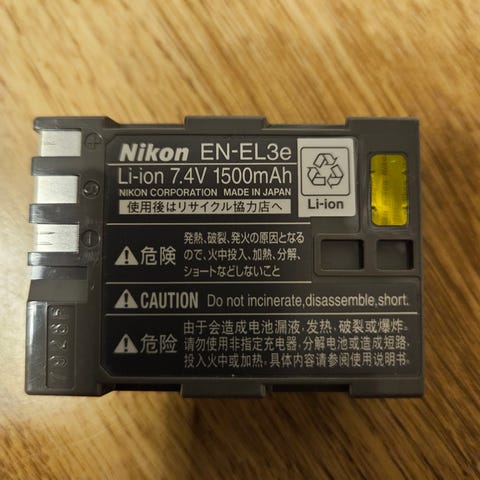 Nikon EN-EL3e
Li-ion 7.4V 1500mAh
NIKON CORPORATION MADE IN JAPAN
使用後はリサイクル協力店へ
Li-ion
危険
発熱、破裂、発火の原因となる
ので、火中投入、加熱、分解、
ショートなどしないこと
CAUTION Do not incinerate,disassemble,short.
危险
由于会造成电池漏液，发热，破裂或爆炸。
请勿使用非指定充电器，分解电池或造成短路，
投入火中或加热。具体内容请参阅使用说明书。